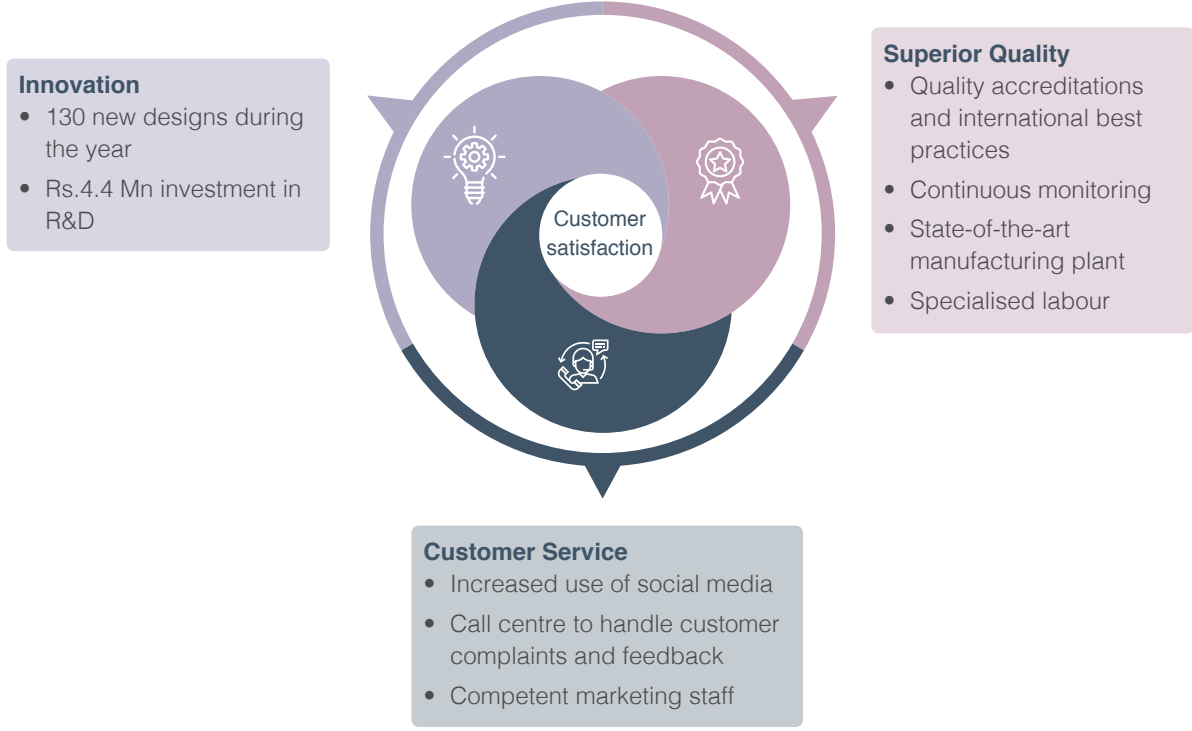 Innovation
• 130 new designs during
the year
• Rs.4.4 Mn investment in
R&D
Customer
satisfaction
Superior Quality
• Quality accreditations
and international best
practices
• Continuous monitoring
• State-of-the-art
manufacturing plant
• Specialised labour
Customer Service
• Increased use of social media
• Call centre to handle customer
complaints and feedback
• Competent marketing staff